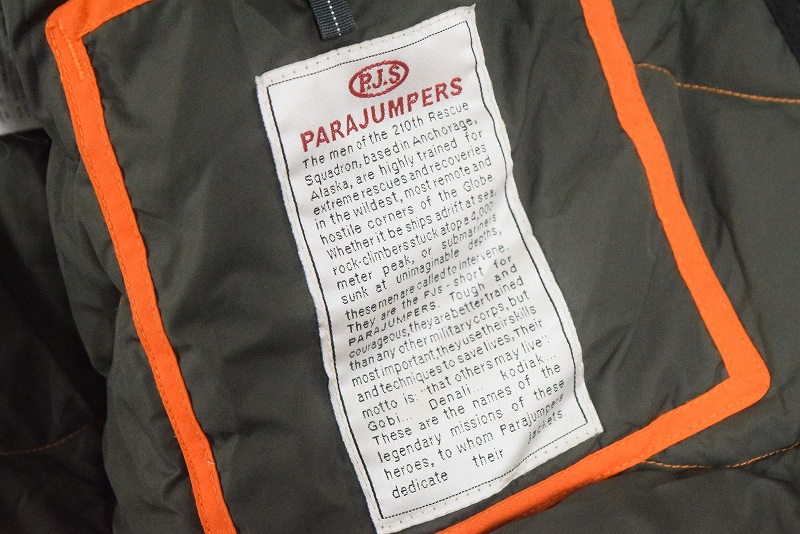 P.J.S
PARAJUMPERS
The men of the 210th Rescue
Squadron, based in Anchorage,
Alaska, are highly trained for
extreme rescues and recoveries
in the wildest, most remote and
hostile corners of the Globe.
Whether it be ships adrift at sea,
rock-climbers stuck atop a 4,000
meter peak, or submariners
sunk at unimaginable depths,
these men are called to intervene.
They are the PJS - short for
PARAJUMPERS. Tough and
courageous, they are better trained
than any other military corps, but
most important, they use their skills
and techniques to save lives, Their
motto is: "that others may live".
Gobi... Denali... Kodiak...
These are the names of the
legendary missions of these
heroes, to whom Parajumpers
dedicate their jackets